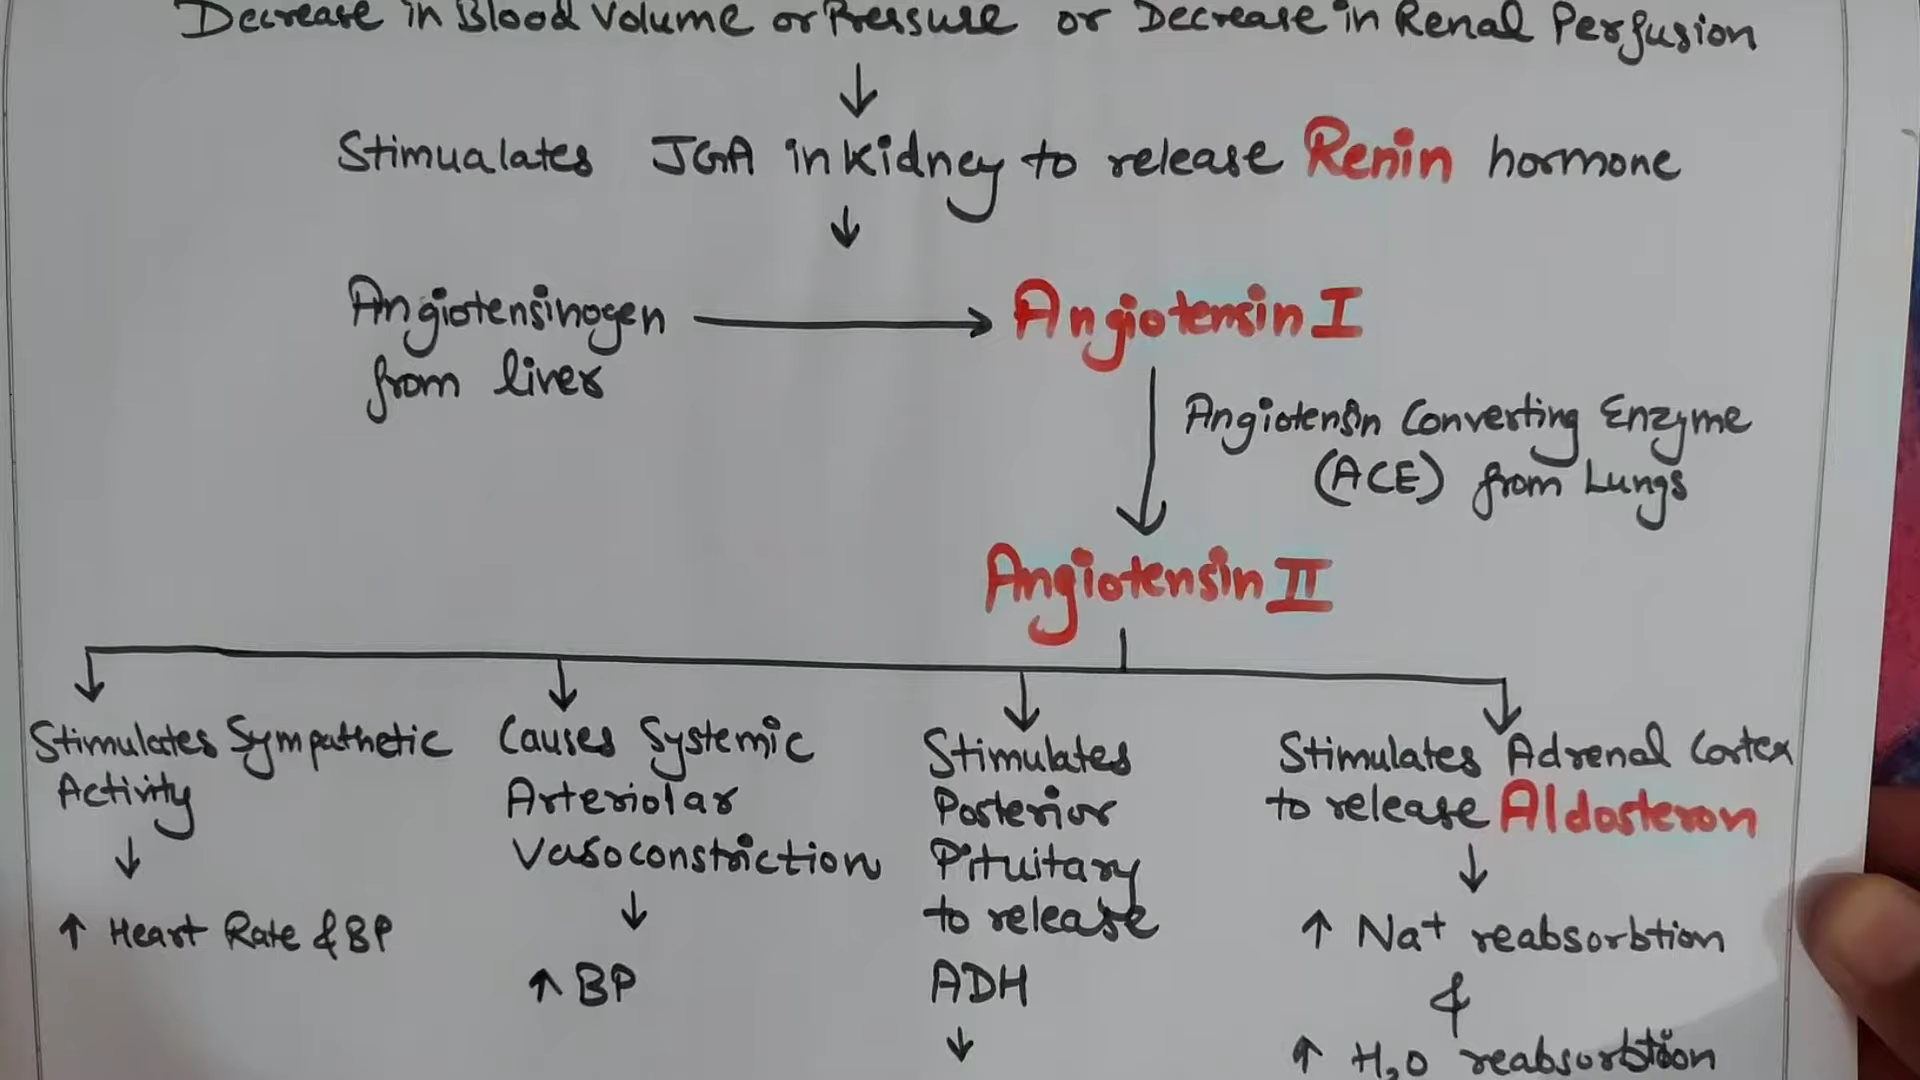 Decrease in Blood Volume or Pressure or Decrease in Renal Perfusion
↓
Stimualates JGA in Kidney to release Renin hormone
↓
Angiotensinogen → Angiotensin I
from liver
↓ Angiotensin Converting Enzyme
(ACE) from Lungs
Angiotensin II
Stimulates Sympathetic
Activity
↓
↑ Heart Rate & BP
Causes Systemic
Arteriolar
Vasoconstriction
↓
↑ BP
Stimulates
Posterior
Pituitary
to release
ADH
↓
Stimulates Adrenal Cortex
to release Aldosteron
↓
↑ Na+ reabsorbtion
&
↑ H2O reabsorbtion